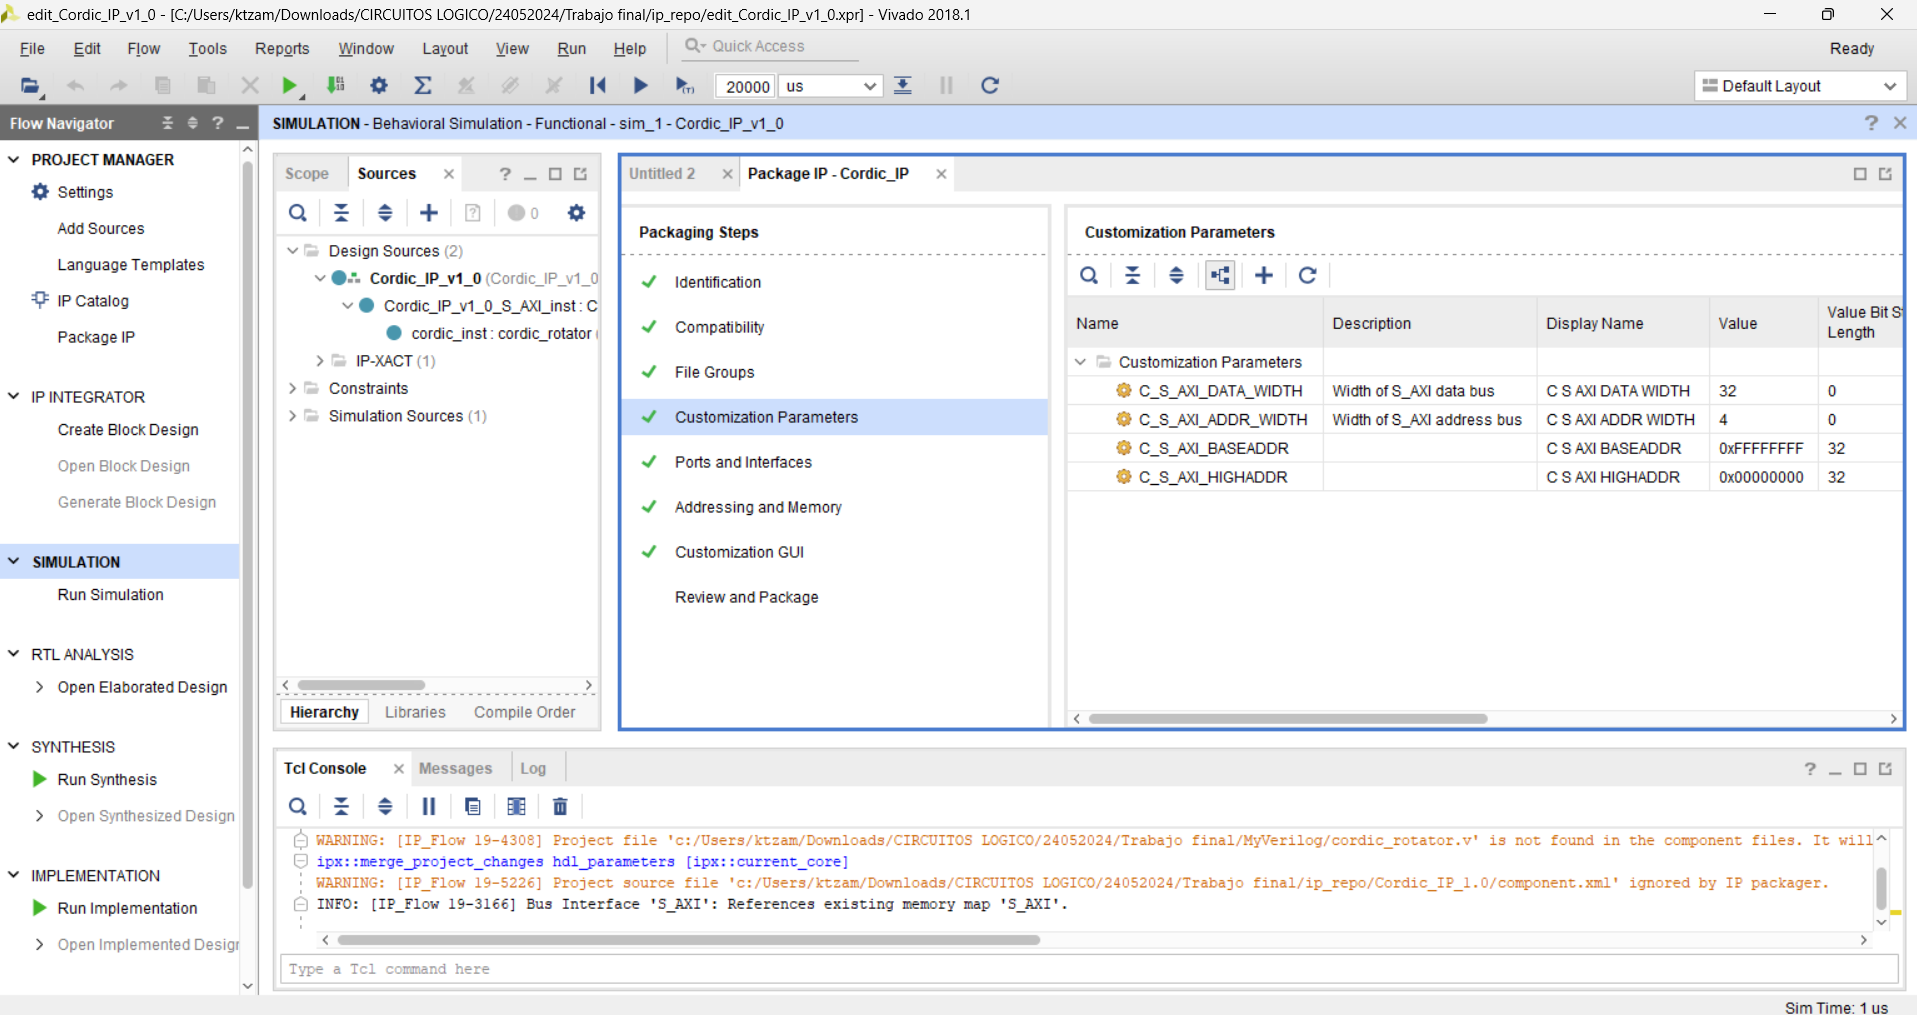 edit_Cordic_IP_v1_0 - [C:/Users/ktzam/Downloads/CIRCUITOS LOGICO/24052024/Trabajo final/ip_repo/edit_Cordic_IP_v1_0.xpr] - Vivado 2018.1
File Edit Flow Tools Reports Window Layout View Run Help Quick Access Ready
20000 us Default Layout
Flow Navigator
PROJECT MANAGER
Settings
Add Sources
Language Templates
IP Catalog
Package IP
IP INTEGRATOR
Create Block Design
Open Block Design
Generate Block Design
SIMULATION
Run Simulation
RTL ANALYSIS
Open Elaborated Design
SYNTHESIS
Run Synthesis
Open Synthesized Design
IMPLEMENTATION
Run Implementation
Open Implemented Desigr
SIMULATION - Behavioral Simulation - Functional - sim_1 - Cordic_IP_v1_0
Scope Sources
0
Design Sources (2)
Cordic_IP_v1_0 (Cordic_IP_v1_0
Cordic_IP_v1_0_S_AXI_inst : C
cordic_inst : cordic_rotator (
IP-XACT (1)
Constraints
Simulation Sources (1)
Hierarchy Libraries Compile Order
Untitled 2 Package IP - Cordic_IP
Packaging Steps
Identification
Compatibility
File Groups
Customization Parameters
Ports and Interfaces
Addressing and Memory
Customization GUI
Review and Package
Customization Parameters
Name Description Display Name Value Value Bit St
Length
Customization Parameters
C_S_AXI_DATA_WIDTH Width of S_AXI data bus C S AXI DATA WIDTH 32 0
C_S_AXI_ADDR_WIDTH Width of S_AXI address bus C S AXI ADDR WIDTH 4 0
C_S_AXI_BASEADDR C S AXI BASEADDR 0xFFFFFFFF 32
C_S_AXI_HIGHADDR C S AXI HIGHADDR 0x00000000 32
Tcl Console Messages Log
WARNING: [IP_Flow 19-4308] Project file 'c:/Users/ktzam/Downloads/CIRCUITOS LOGICO/24052024/Trabajo final/MyVerilog/cordic_rotator.v' is not found in the component files. It will
ipx::merge_project_changes hdl_parameters [ipx::current_core]
WARNING: [IP_Flow 19-5226] Project source file 'c:/Users/ktzam/Downloads/CIRCUITOS LOGICO/24052024/Trabajo final/ip_repo/Cordic_IP_1.0/component.xml' ignored by IP packager.
INFO: [IP_Flow 19-3166] Bus Interface 'S_AXI': References existing memory map 'S_AXI'.
Type a Tcl command here
Sim Time: 1 us